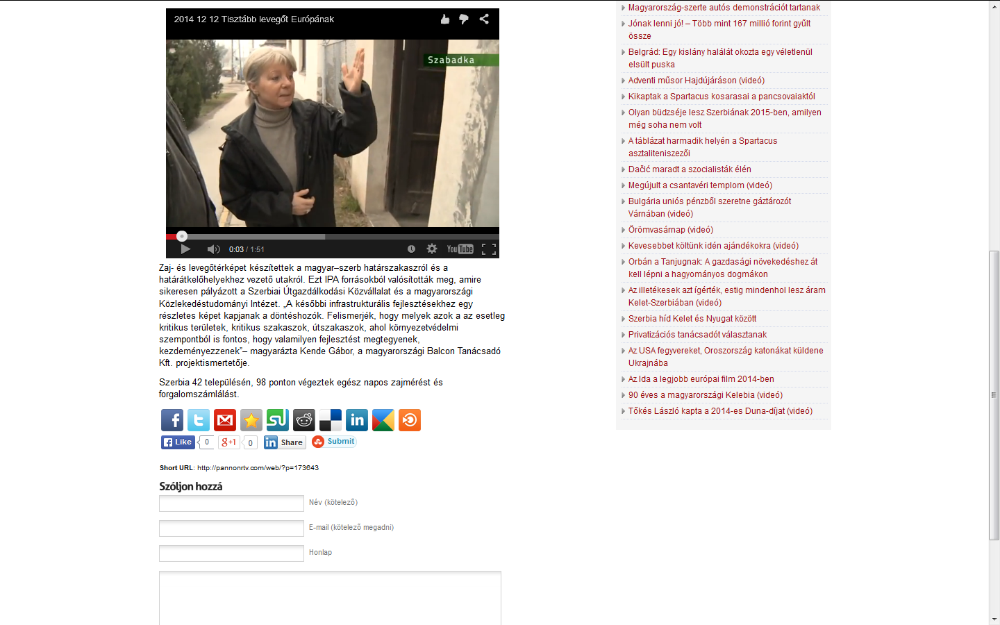 2014 12 12 Tisztább levegőt Európának
Szabadka
0:03 / 1:51
YouTube
Zaj- és levegőtérképet készítettek a magyar–szerb határszakaszról és a
határátkelőhelyekhez vezető utakról. Ezt IPA forrásokból valósították meg, amire
sikeresen pályázott a Szerbiai Útgazdálkodási Közvállalat és a magyarországi
Közlekedéstudományi Intézet. „A későbbi infrastrukturális fejlesztésekhez egy
részletes képet kapjanak a döntéshozók. Felismerjék, hogy melyek azok a az esetleg
kritikus területek, kritikus szakaszok, útszakaszok, ahol környezetvédelmi
szempontból is fontos, hogy valamilyen fejlesztést megtegyenek,
kezdeményezzenek”– magyarázta Kende Gábor, a magyarországi Balcon Tanácsadó
Kft. projektismertetője.
Szerbia 42 településén, 98 ponton végeztek egész napos zajmérést és
forgalomszámlálást.
Like 0 g+1 0 in Share Submit
Short URL: http://pannonrtv.com/web/?p=173643
Szóljon hozzá
Név (kötelező)
E-mail (kötelező megadni)
Honlap
Magyarország-szerte autós demonstrációt tartanak
Jónak lenni jó! – Több mint 167 millió forint gyűlt
össze
Belgrád: Egy kislány halálát okozta egy véletlenül
elsült puska
Adventi műsor Hajdújáráson (videó)
Kikaptak a Spartacus kosarasai a pancsovaiaktól
Olyan büdzséje lesz Szerbiának 2015-ben, amilyen
még soha nem volt
A táblázat harmadik helyén a Spartacus
asztaliteniszezői
Dačić maradt a szocialisták élén
Megújult a csantavéri templom (videó)
Bulgária uniós pénzből szeretne gáztározót
Várnában (videó)
Örömvasárnap (videó)
Kevesebbet költünk idén ajándékokra (videó)
Orbán a Tanjugnak: A gazdasági növekedéshez át
kell lépni a hagyományos dogmákon
Az illetékesek azt ígérték, estig mindenhol lesz áram
Kelet-Szerbiában (videó)
Szerbia híd Kelet és Nyugat között
Privatizációs tanácsadót választanak
Az USA fegyvereket, Oroszország katonákat küldene
Ukrajnába
Az Ida a legjobb európai film 2014-ben
90 éves a magyarországi Kelebia (videó)
Tőkés László kapta a 2014-es Duna-díjat (videó)